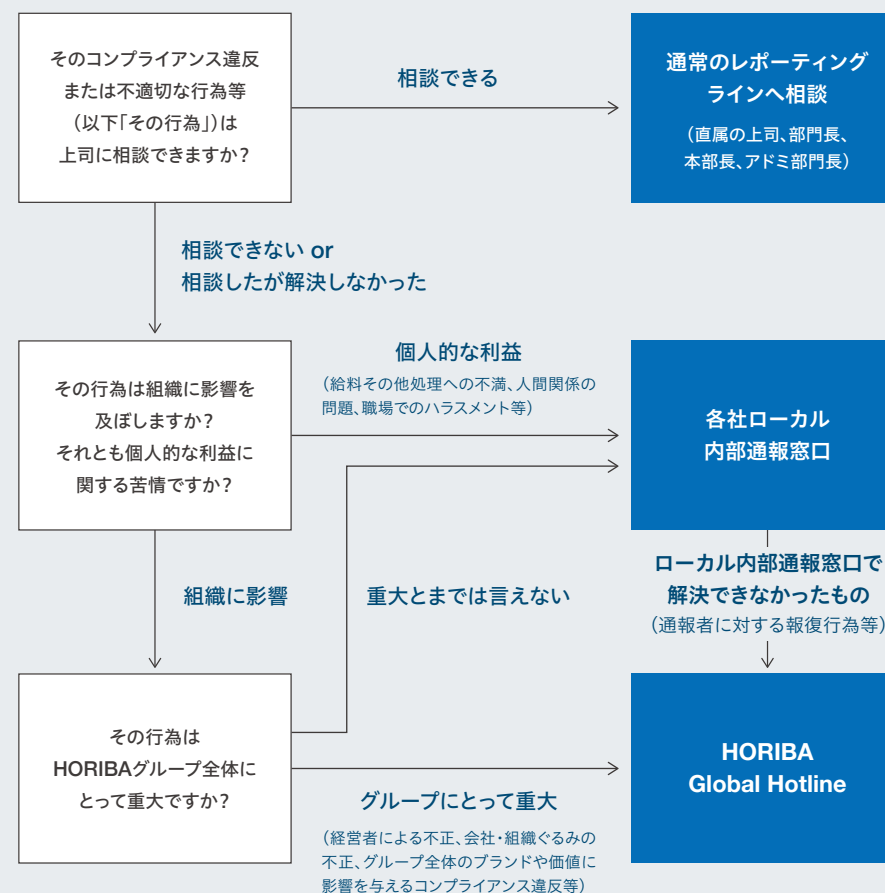 そのコンプライアンス違反
または不適切な行為等
(以下「その行為」)は
上司に相談できますか?
相談できる
通常のレポーティング
ラインへ相談
(直属の上司、部門長、
本部長、アドミ部門長)
相談できない or
相談したが解決しなかった
その行為は組織に影響を
及ぼしますか?
それとも個人的な利益に
関する苦情ですか?
個人的な利益
(給料その他処理への不満、人間関係の
問題、職場でのハラスメント等)
各社ローカル
内部通報窓口
組織に影響
重大とまでは言えない
ローカル内部通報窓口で
解決できなかったもの
(通報者に対する報復行為等)
その行為は
HORIBAグループ全体に
とって重大ですか?
グループにとって重大
(経営者による不正、会社・組織ぐるみの
不正、グループ全体のブランドや価値に
影響を与えるコンプライアンス違反等)
HORIBA
Global Hotline